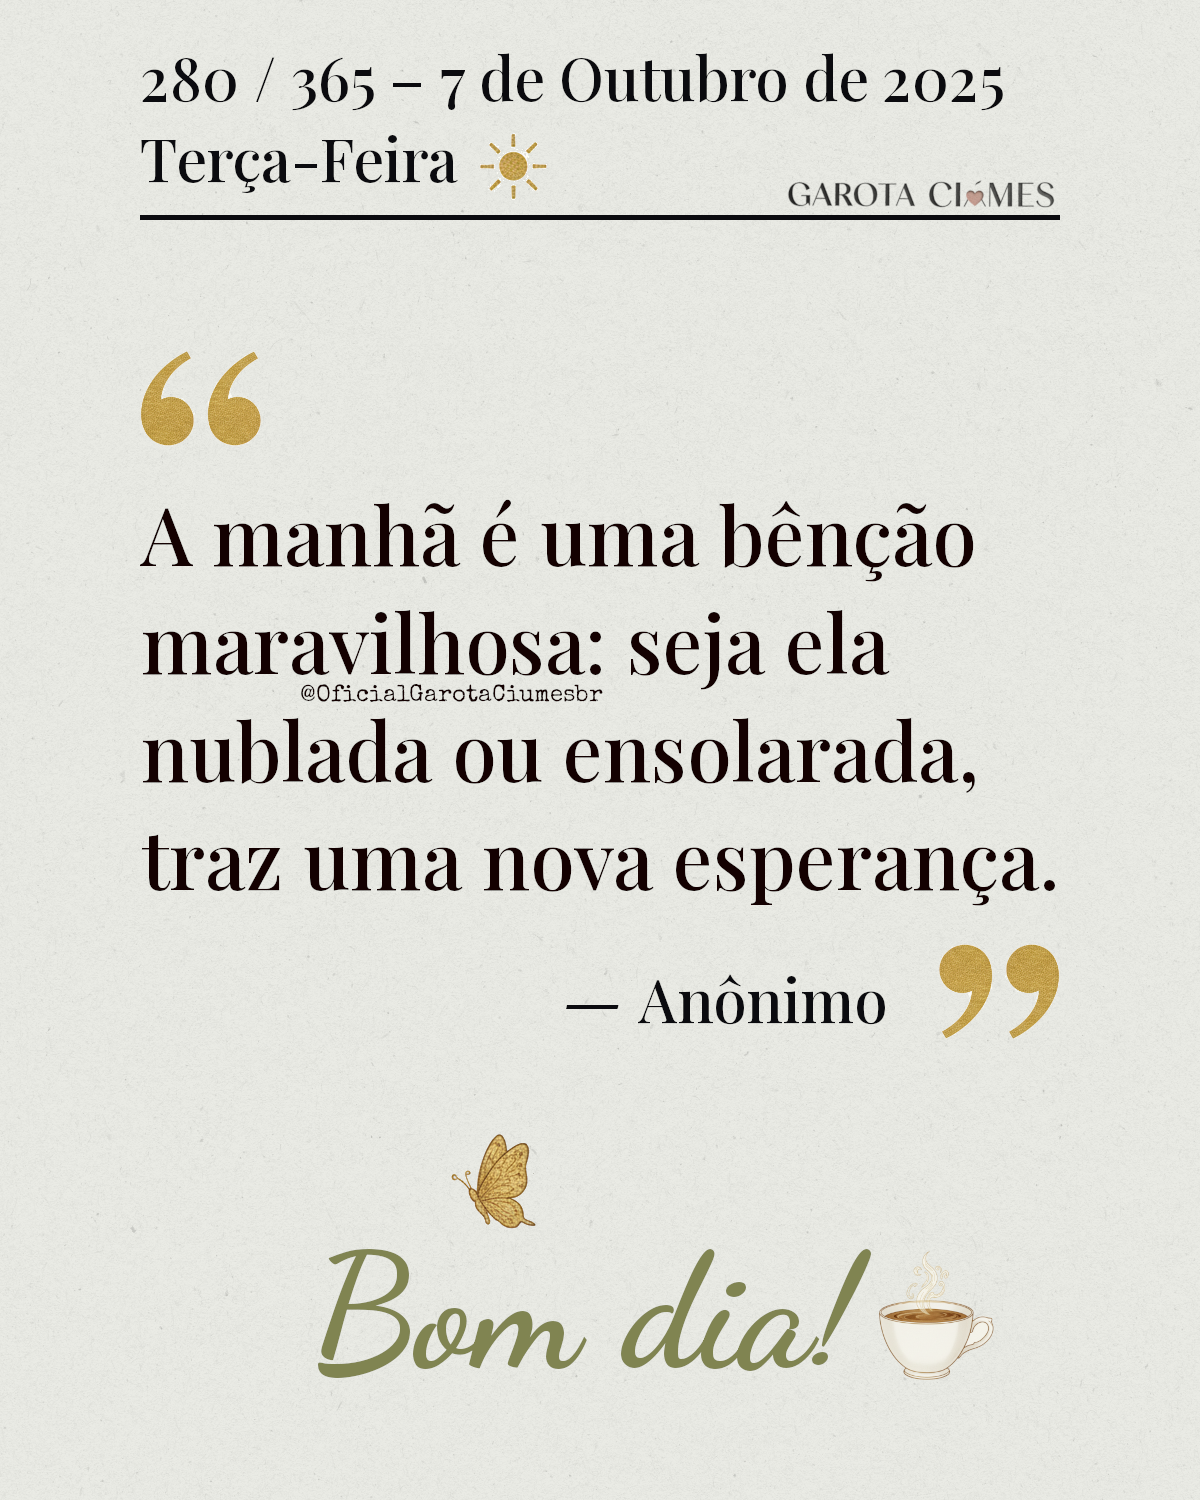 280 / 365 – 7 de Outubro de 2025
Terça-Feira
GAROTA CIÚMES
“
A manhã é uma bênção
maravilhosa: seja ela
@OficialGarotaCiumesbr
nublada ou ensolarada,
traz uma nova esperança.
— Anônimo ”
Bom dia!